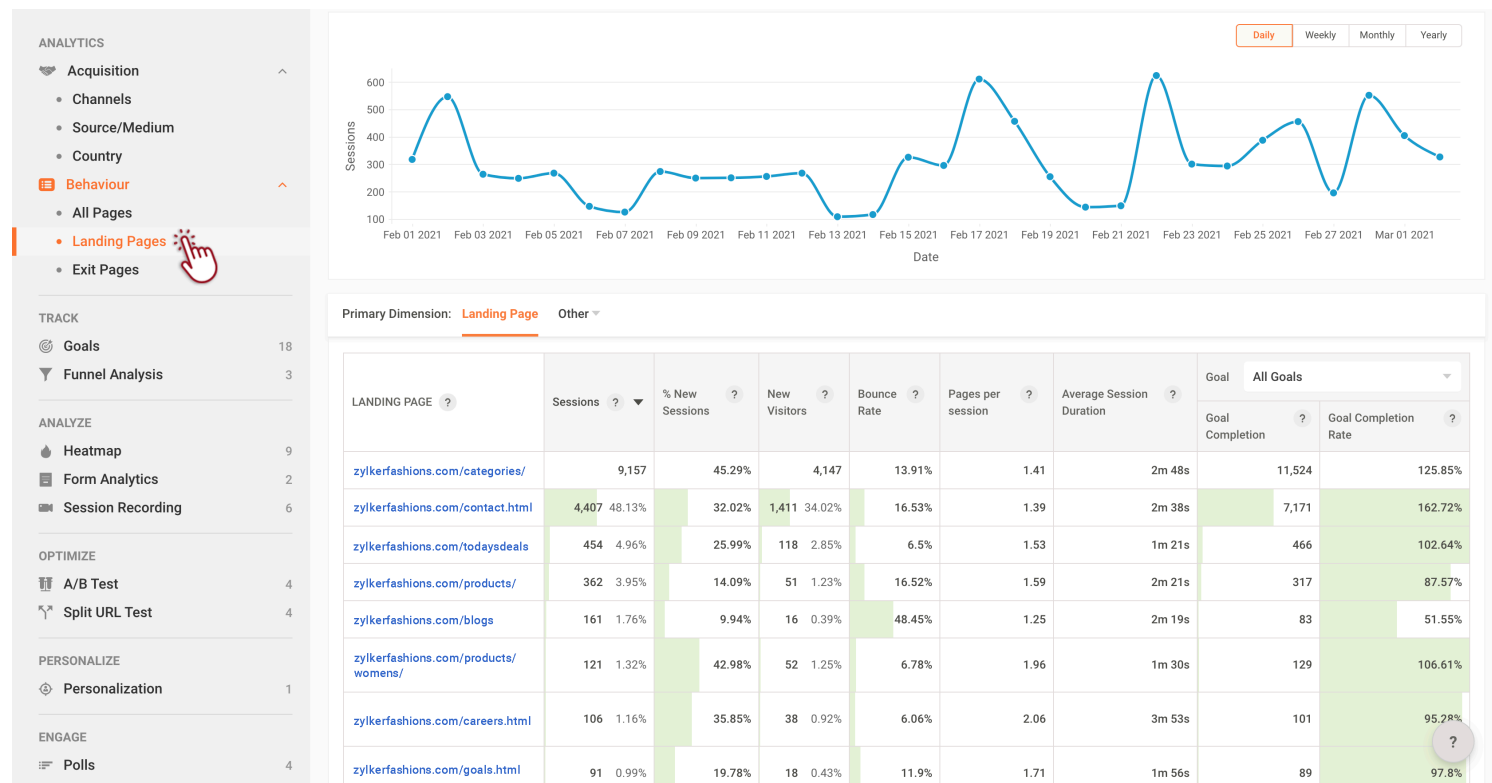 ANALYTICS
Acquisition
Channels
Source/Medium
Country
Behaviour
All Pages
Landing Pages
Exit Pages
TRACK
Goals 18
Funnel Analysis 3
ANALYZE
Heatmap 9
Form Analytics 2
Session Recording 6
OPTIMIZE
A/B Test 4
Split URL Test 4
PERSONALIZE
Personalization 1
ENGAGE
Polls 4
Daily Weekly Monthly Yearly
Sessions
600
500
400
300
200
100
Feb 01 2021 Feb 03 2021 Feb 05 2021 Feb 07 2021 Feb 09 2021 Feb 11 2021 Feb 13 2021 Feb 15 2021 Feb 17 2021 Feb 19 2021 Feb 21 2021 Feb 23 2021 Feb 25 2021 Feb 27 2021 Mar 01 2021
Date
Primary Dimension: Landing Page Other
Goal All Goals
LANDING PAGE ? Sessions ? % New Sessions ? New Visitors ? Bounce Rate ? Pages per session ? Average Session Duration ? Goal Completion ? Goal Completion Rate ?
zylkerfashions.com/categories/ 9,157 45.29% 4,147 13.91% 1.41 2m 48s 11,524 125.85%
zylkerfashions.com/contact.html 4,407 48.13% 32.02% 1,411 34.02% 16.53% 1.39 2m 38s 7,171 162.72%
zylkerfashions.com/todaysdeals 454 4.96% 25.99% 118 2.85% 6.5% 1.53 1m 21s 466 102.64%
zylkerfashions.com/products/ 362 3.95% 14.09% 51 1.23% 16.52% 1.59 2m 21s 317 87.57%
zylkerfashions.com/blogs 161 1.76% 9.94% 16 0.39% 48.45% 1.25 2m 19s 83 51.55%
zylkerfashions.com/products/
womens/ 121 1.32% 42.98% 52 1.25% 6.78% 1.96 1m 30s 129 106.61%
zylkerfashions.com/careers.html 106 1.16% 35.85% 38 0.92% 6.06% 2.06 3m 53s 101 95.28%
zylkerfashions.com/goals.html 91 0.99% 19.78% 18 0.43% 11.9% 1.71 1m 56s 89 97.8%
?